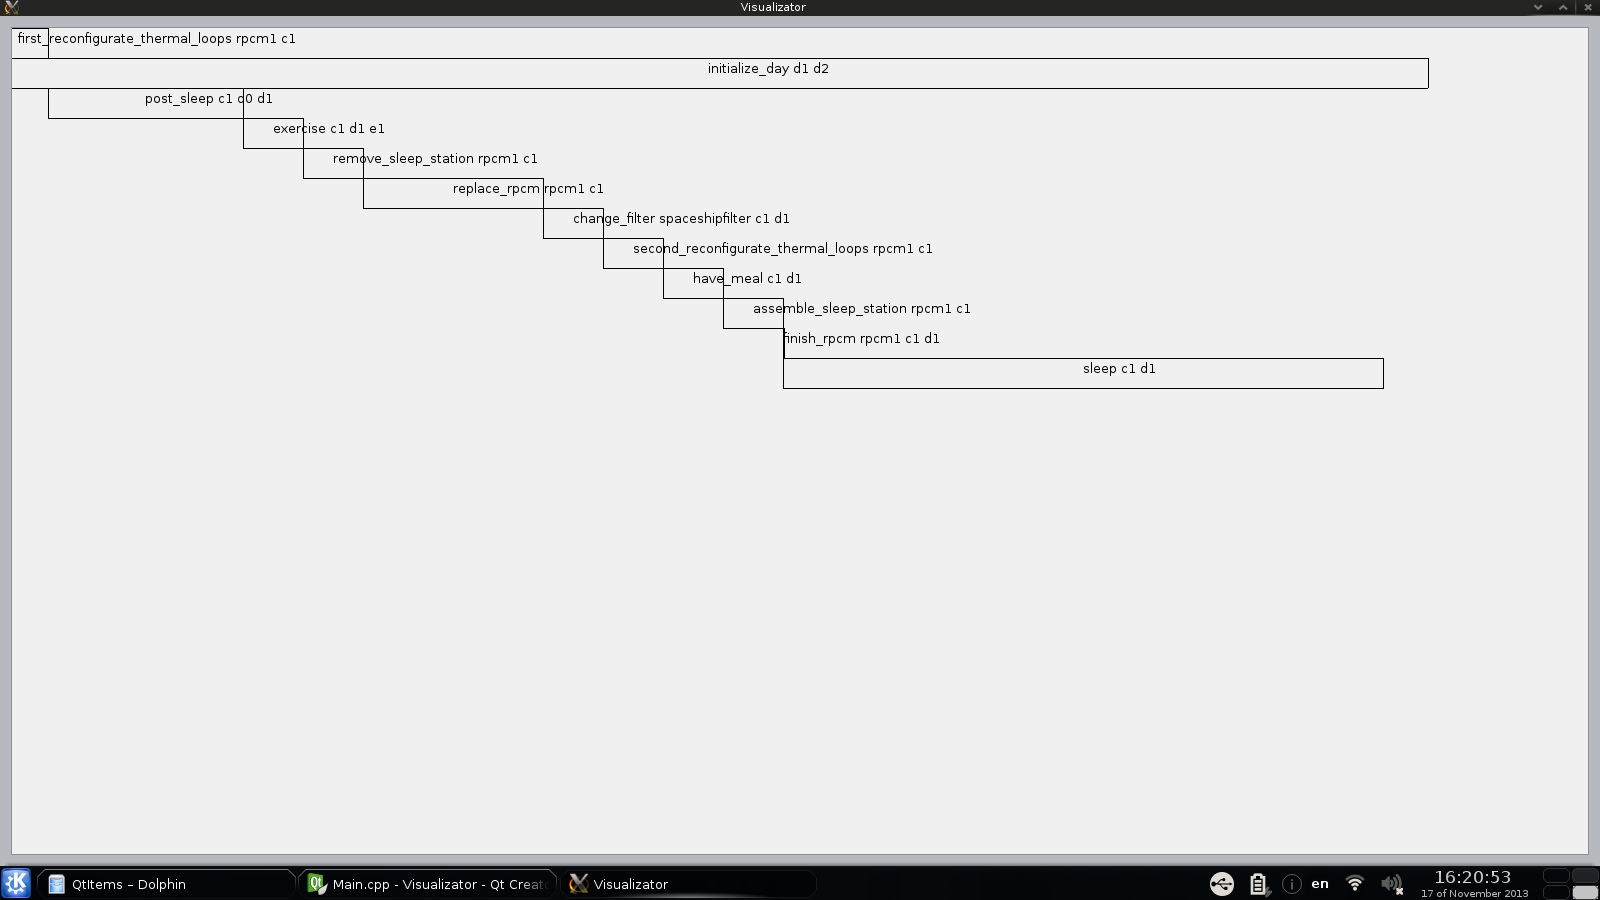 Visualizator
first_reconfigurate_thermal_loops rpcm1 c1
initialize_day d1 d2
post_sleep c1 d0 d1
exercise c1 d1 e1
remove_sleep_station rpcm1 c1
replace_rpcm rpcm1 c1
change_filter spaceshipfilter c1 d1
second_reconfigurate_thermal_loops rpcm1 c1
have_meal c1 d1
assemble_sleep_station rpcm1 c1
finish_rpcm rpcm1 c1 d1
sleep c1 d1
QtItems – Dolphin
Main.cpp - Visualizator - Qt Creat
Visualizator
en
16:20:53
17 of November 2013